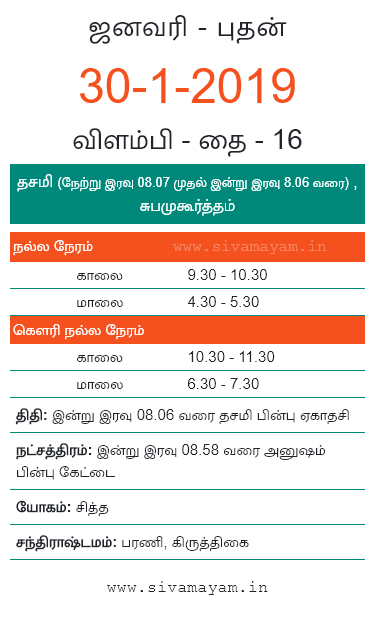 ஜனவரி - புதன்
30-1-2019
விளம்பி - தை - 16
தசமி (நேற்று இரவு 08.07 முதல் இன்று இரவு 8.06 வரை) ,
சுபமுகூர்த்தம்
நல்ல நேரம் www.sivamayam.in
காலை 9.30 - 10.30
மாலை 4.30 - 5.30
கௌரி நல்ல நேரம்
காலை 10.30 - 11.30
மாலை 6.30 - 7.30
திதி: இன்று இரவு 08.06 வரை தசமி பின்பு ஏகாதசி
நட்சத்திரம்: இன்று இரவு 08.58 வரை அனுஷம்
பின்பு கேட்டை
யோகம்: சித்த
சந்திராஷ்டமம்: பரணி, கிருத்திகை
www.sivamayam.in